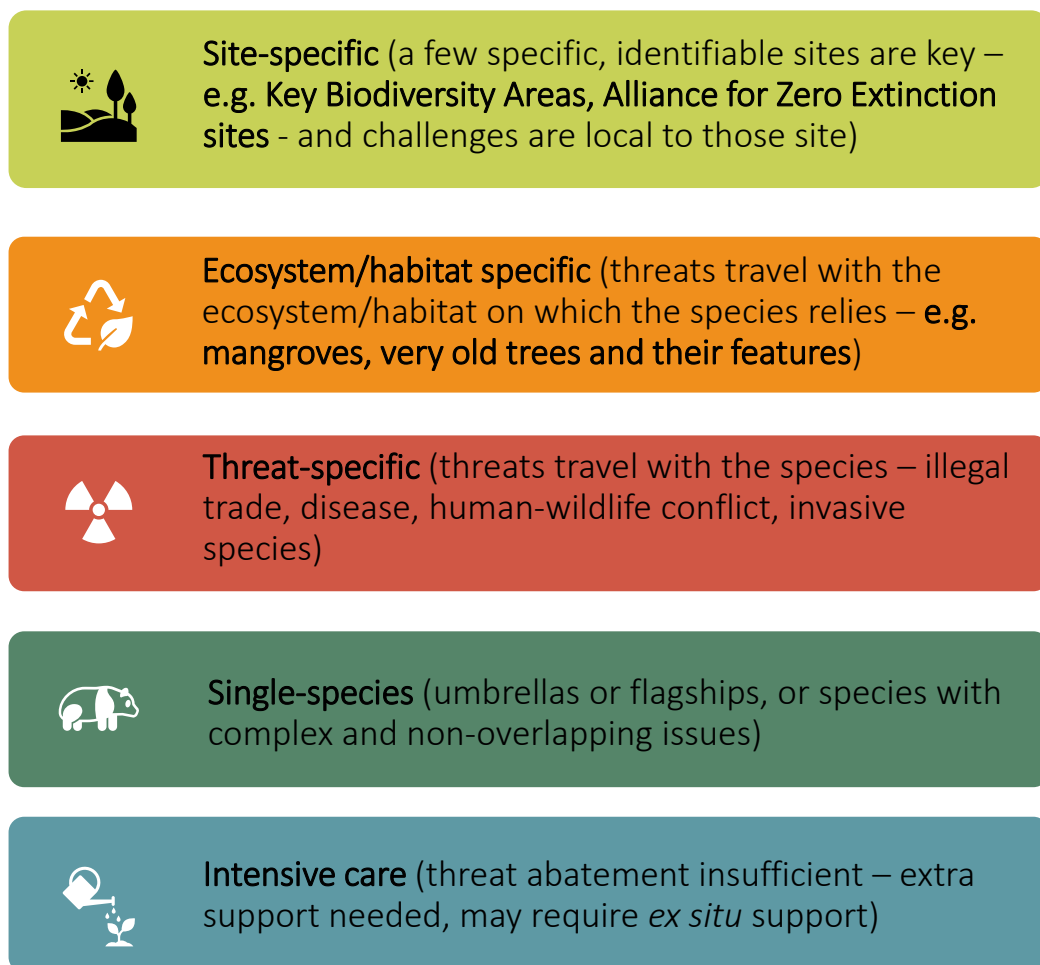 Site-specific (a few specific, identifiable sites are key –
e.g. Key Biodiversity Areas, Alliance for Zero Extinction
sites - and challenges are local to those site)
Ecosystem/habitat specific (threats travel with the
ecosystem/habitat on which the species relies – e.g.
mangroves, very old trees and their features)
Threat-specific (threats travel with the species – illegal
trade, disease, human-wildlife conflict, invasive
species)
Single-species (umbrellas or flagships, or species with
complex and non-overlapping issues)
Intensive care (threat abatement insufficient – extra
support needed, may require ex situ support)